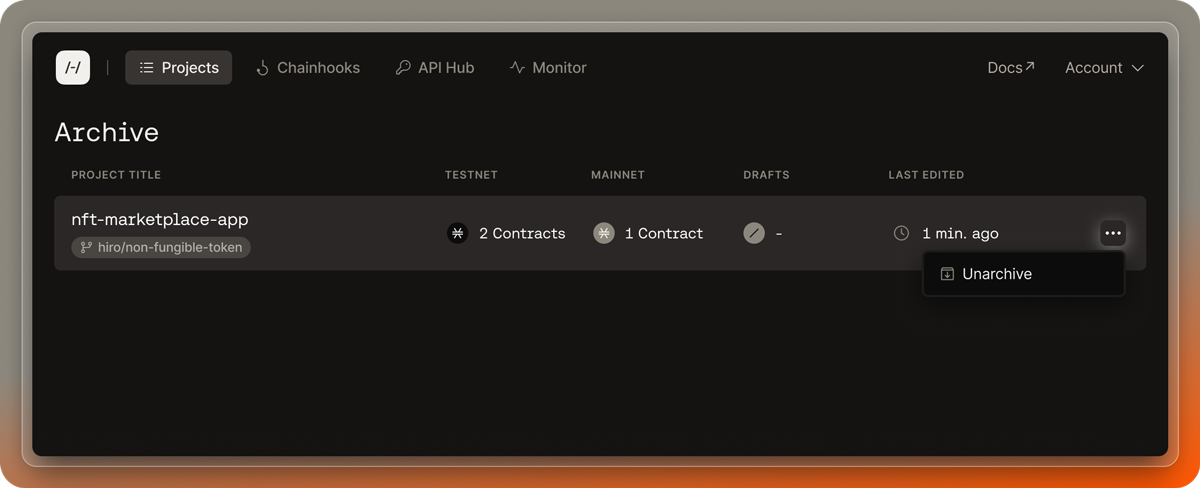 /-/ Projects Chainhooks API Hub Monitor Docs↗ Account
Archive
PROJECT TITLE TESTNET MAINNET DRAFTS LAST EDITED
nft-marketplace-app
hiro/non-fungible-token
2 Contracts 1 Contract - 1 min. ago
Unarchive